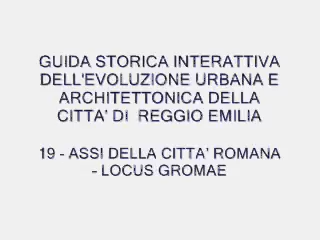 GUIDA STORICA INTERATTIVA
DELL'EVOLUZIONE URBANA E
ARCHITETTONICA DELLA
CITTA' DI REGGIO EMILIA
19 - ASSI DELLA CITTA' ROMANA
- LOCUS GROMAE